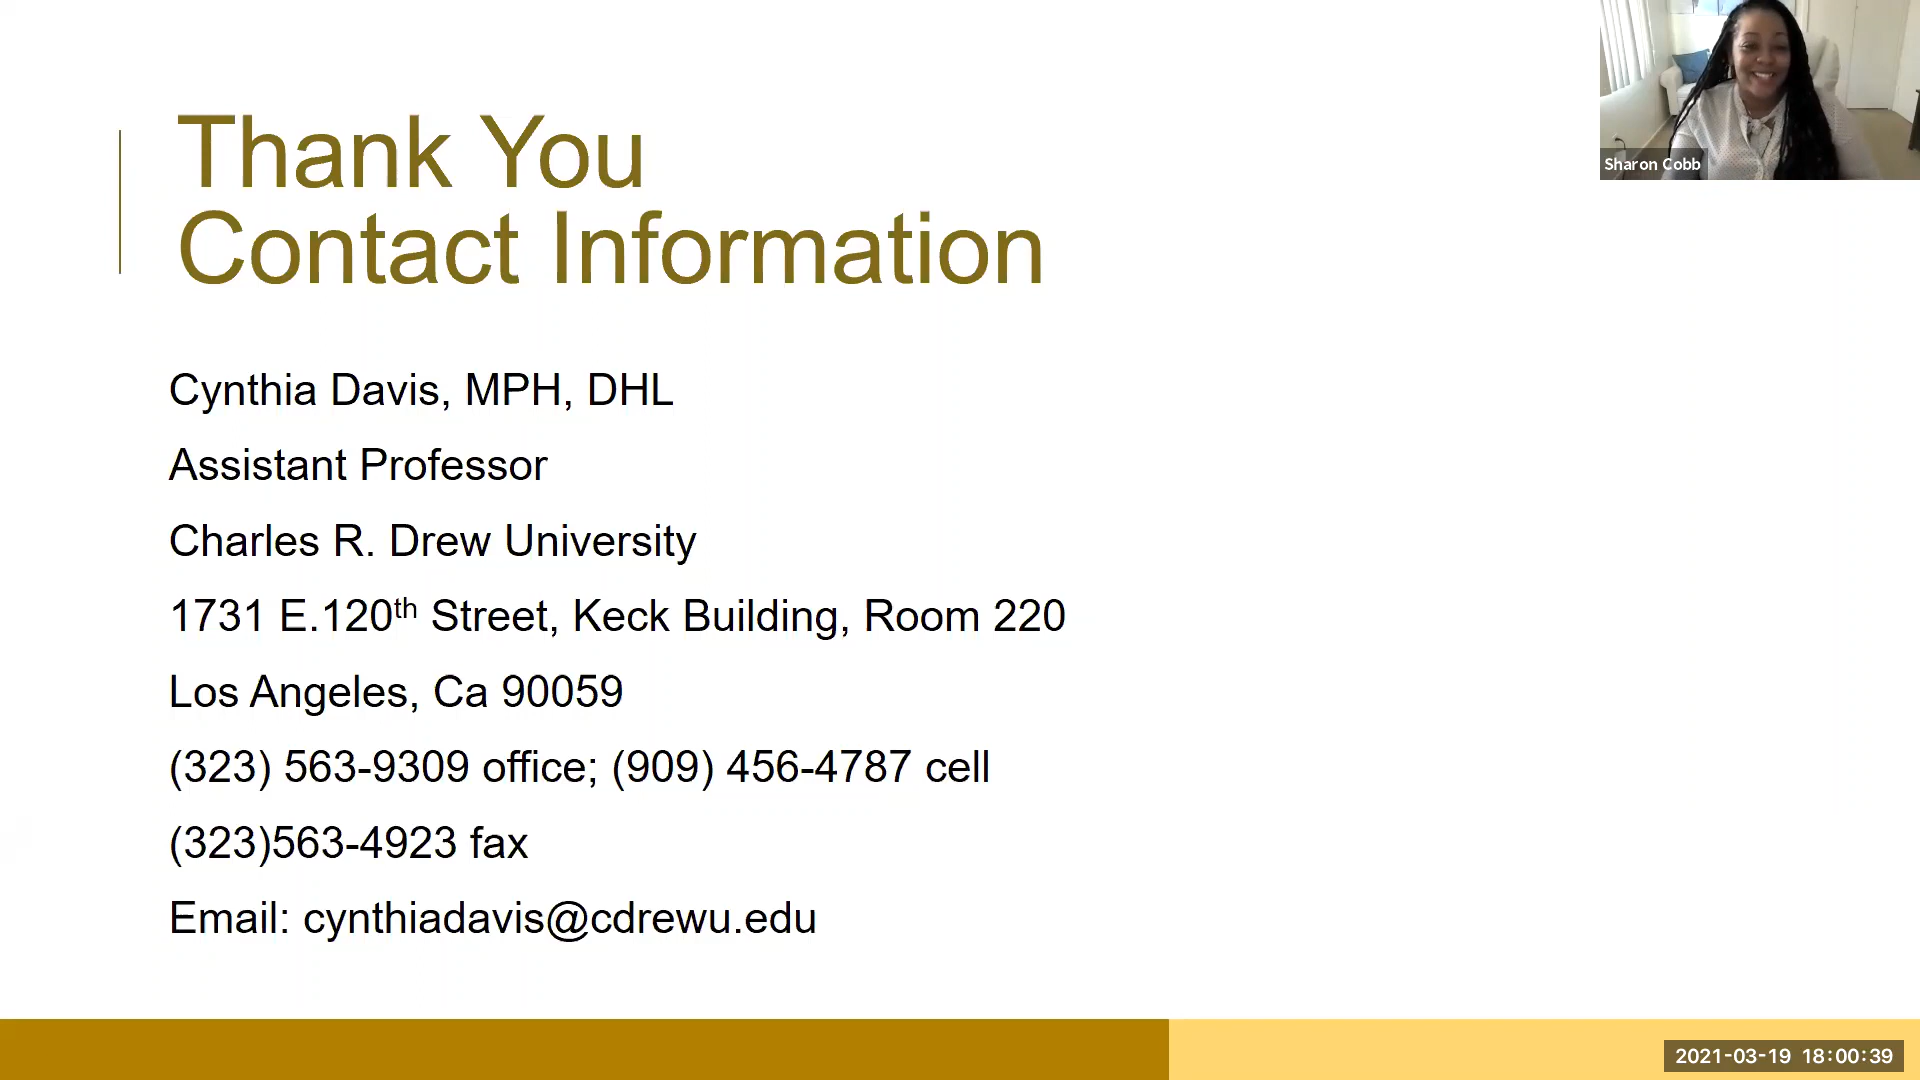 Thank You
Contact Information
Sharon Cobb
Cynthia Davis, MPH, DHL
Assistant Professor
Charles R. Drew University
1731 E.120th Street, Keck Building, Room 220
Los Angeles, Ca 90059
(323) 563-9309 office; (909) 456-4787 cell
(323)563-4923 fax
Email: cynthiadavis@cdrewu.edu
2021-03-19 18:00:39